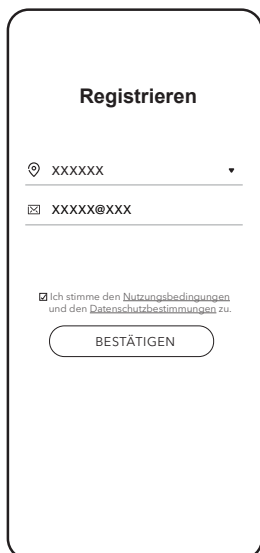 Registrieren
XXXXXX
XXXXX@XXX
Ich stimme den Nutzungsbedingungen
und den Datenschutzbestimmungen zu.
BESTÄTIGEN